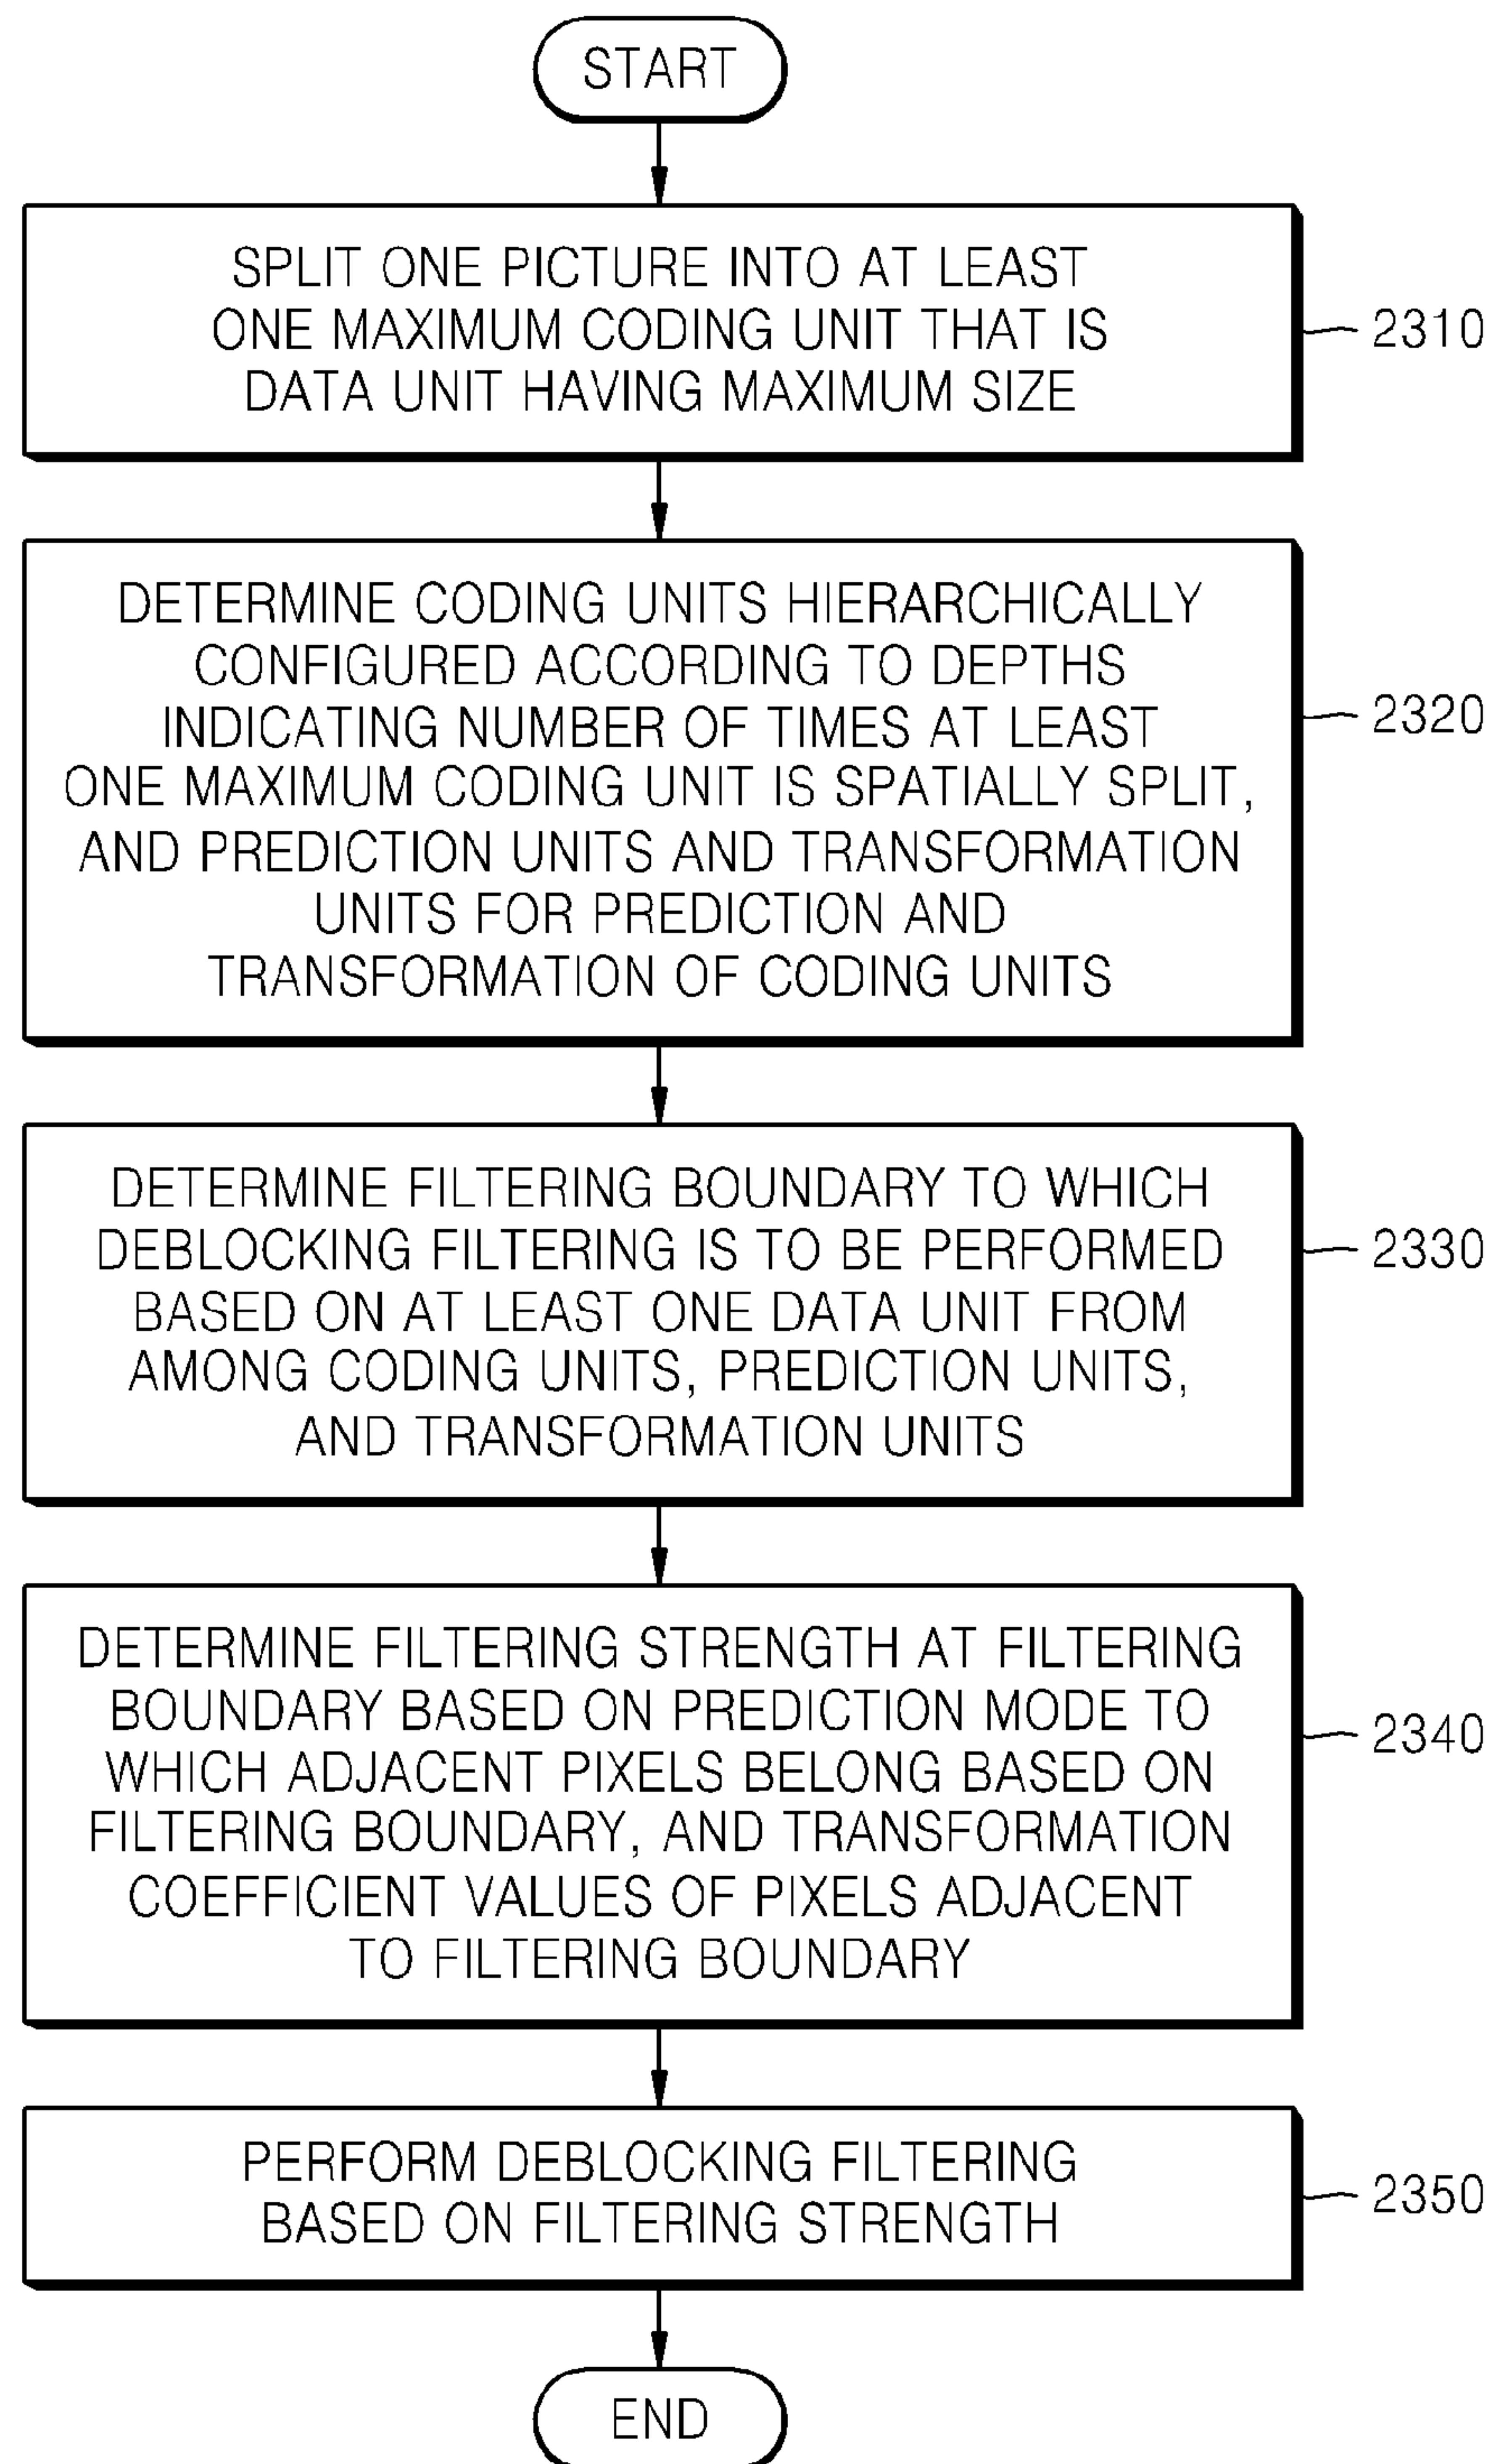 START
SPLIT ONE PICTURE INTO AT LEAST
ONE MAXIMUM CODING UNIT THAT IS
DATA UNIT HAVING MAXIMUM SIZE
2310
DETERMINE CODING UNITS HIERARCHICALLY
CONFIGURED ACCORDING TO DEPTHS
INDICATING NUMBER OF TIMES AT LEAST
ONE MAXIMUM CODING UNIT IS SPATIALLY SPLIT,
AND PREDICTION UNITS AND TRANSFORMATION
UNITS FOR PREDICTION AND
TRANSFORMATION OF CODING UNITS
2320
DETERMINE FILTERING BOUNDARY TO WHICH
DEBLOCKING FILTERING IS TO BE PERFORMED
BASED ON AT LEAST ONE DATA UNIT FROM
AMONG CODING UNITS, PREDICTION UNITS,
AND TRANSFORMATION UNITS
2330
DETERMINE FILTERING STRENGTH AT FILTERING
BOUNDARY BASED ON PREDICTION MODE TO
WHICH ADJACENT PIXELS BELONG BASED ON
FILTERING BOUNDARY, AND TRANSFORMATION
COEFFICIENT VALUES OF PIXELS ADJACENT
TO FILTERING BOUNDARY
2340
PERFORM DEBLOCKING FILTERING
BASED ON FILTERING STRENGTH
2350
END